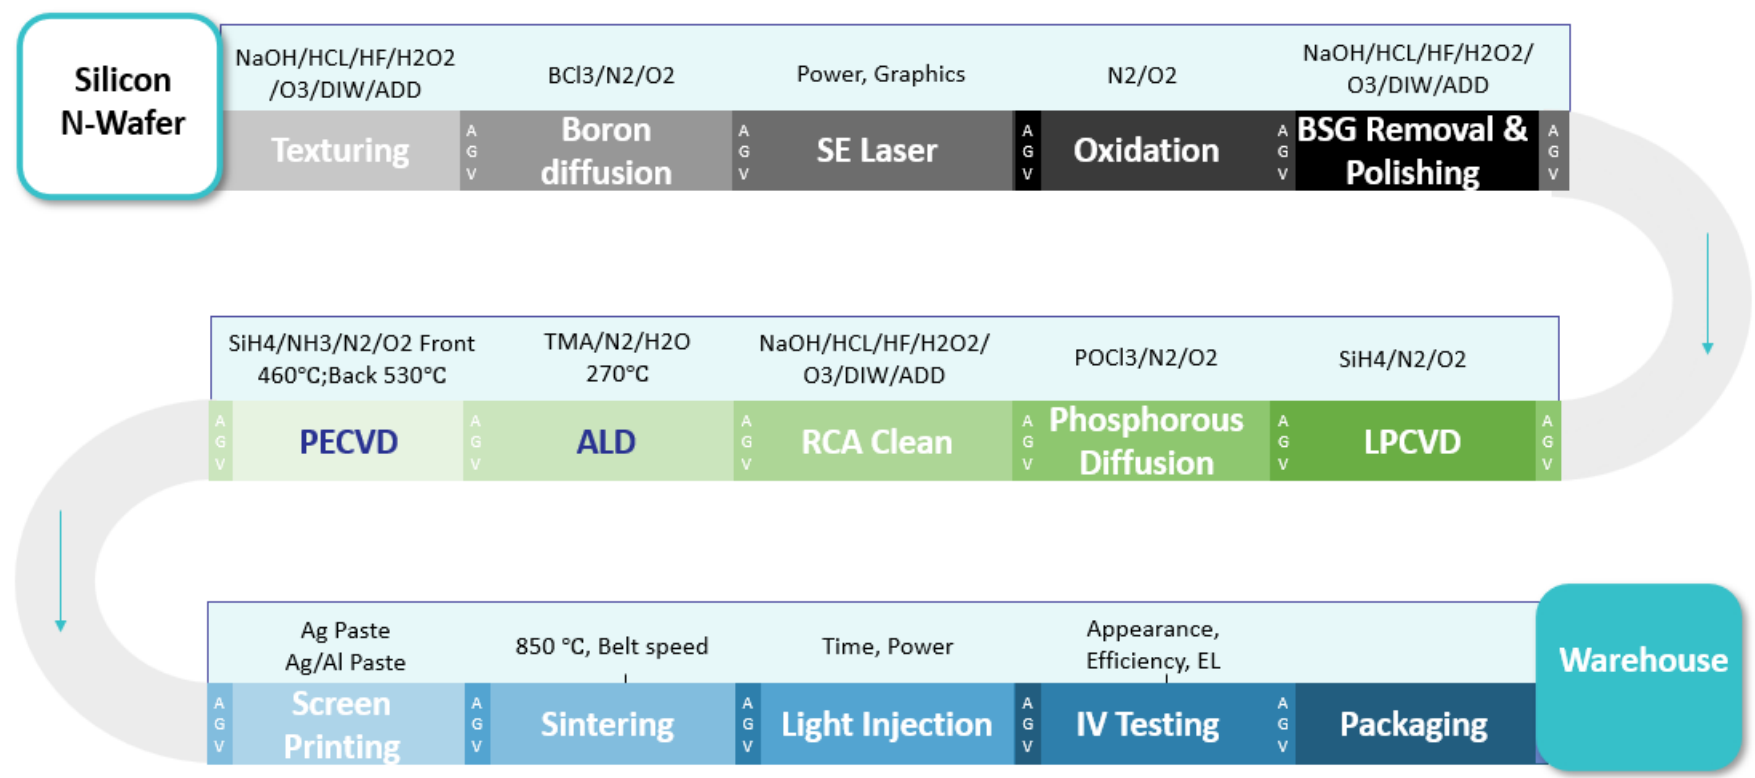 Silicon
N-Wafer
NaOH/HCL/HF/H2O2
/O3/DIW/ADD
BCl3/N2/O2
Power, Graphics
N2/O2
NaOH/HCL/HF/H2O2/
O3/DIW/ADD
Texturing
A
G
V
Boron
diffusion
A
G
V
SE Laser
A
G
V
Oxidation
A
G
V
BSG Removal &
Polishing
A
G
V
SiH4/NH3/N2/O2 Front
460℃;Back 530℃
TMA/N2/H2O
270℃
NaOH/HCL/HF/H2O2/
O3/DIW/ADD
POCl3/N2/O2
SiH4/N2/O2
A
G
V
PECVD
A
G
V
ALD
A
G
V
RCA Clean
A
G
V
Phosphorous
Diffusion
A
G
V
LPCVD
A
G
V
Ag Paste
Ag/Al Paste
850 ℃, Belt speed
Time, Power
Appearance,
Efficiency, EL
A
G
V
Screen
Printing
A
G
V
Sintering
A
G
V
Light Injection
A
G
V
IV Testing
A
G
V
Packaging
Warehouse